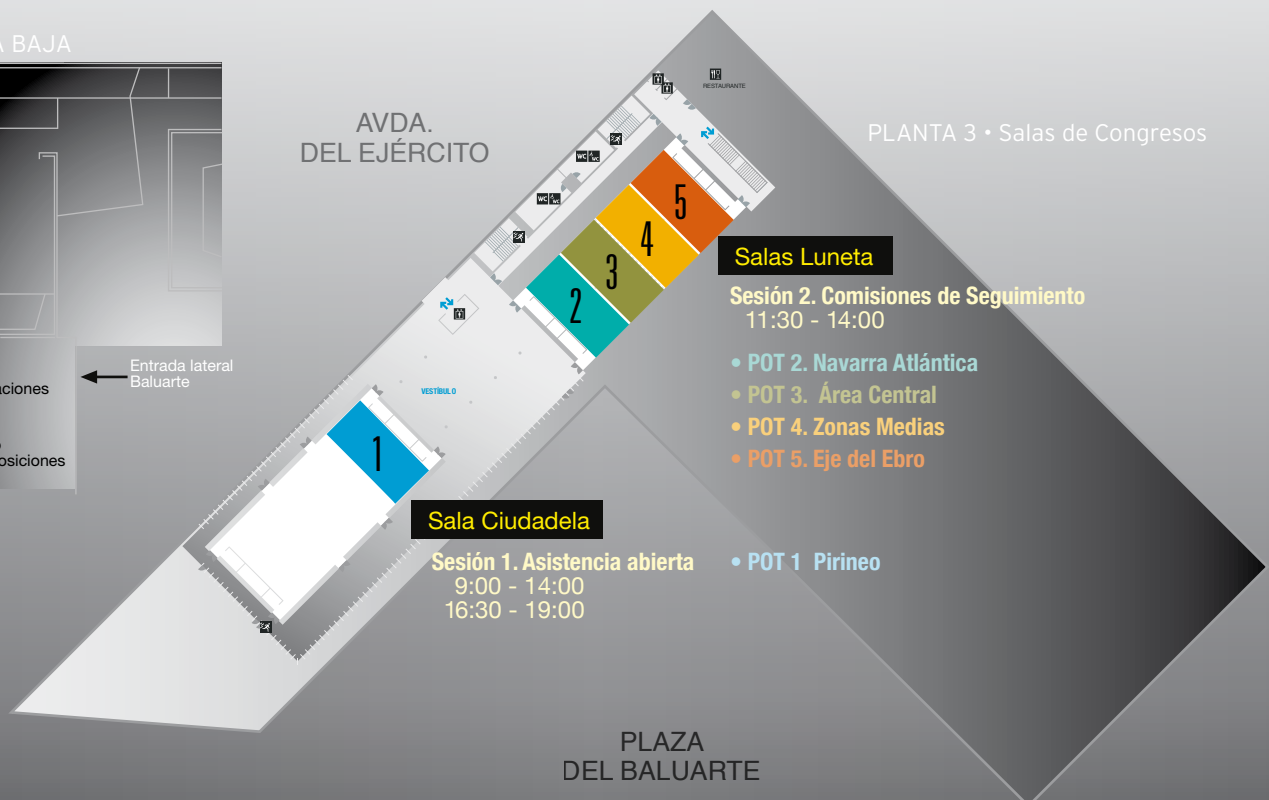 A BAJA
AVDA.
DEL EJÉRCITO
RESTAURANTE
PLANTA 3 • Salas de Congresos
WC WC
WC WC
5
4
3
2
1
VESTÍBULO
Entrada lateral
Baluarte
Salas Luneta
Sesión 2. Comisiones de Seguimiento
11:30 - 14:00
• POT 2. Navarra Atlántica
• POT 3. Área Central
• POT 4. Zonas Medias
• POT 5. Eje del Ebro
Sala Ciudadela
Sesión 1. Asistencia abierta
9:00 - 14:00
16:30 - 19:00
• POT 1 Pirineo
PLAZA
DEL BALUARTE